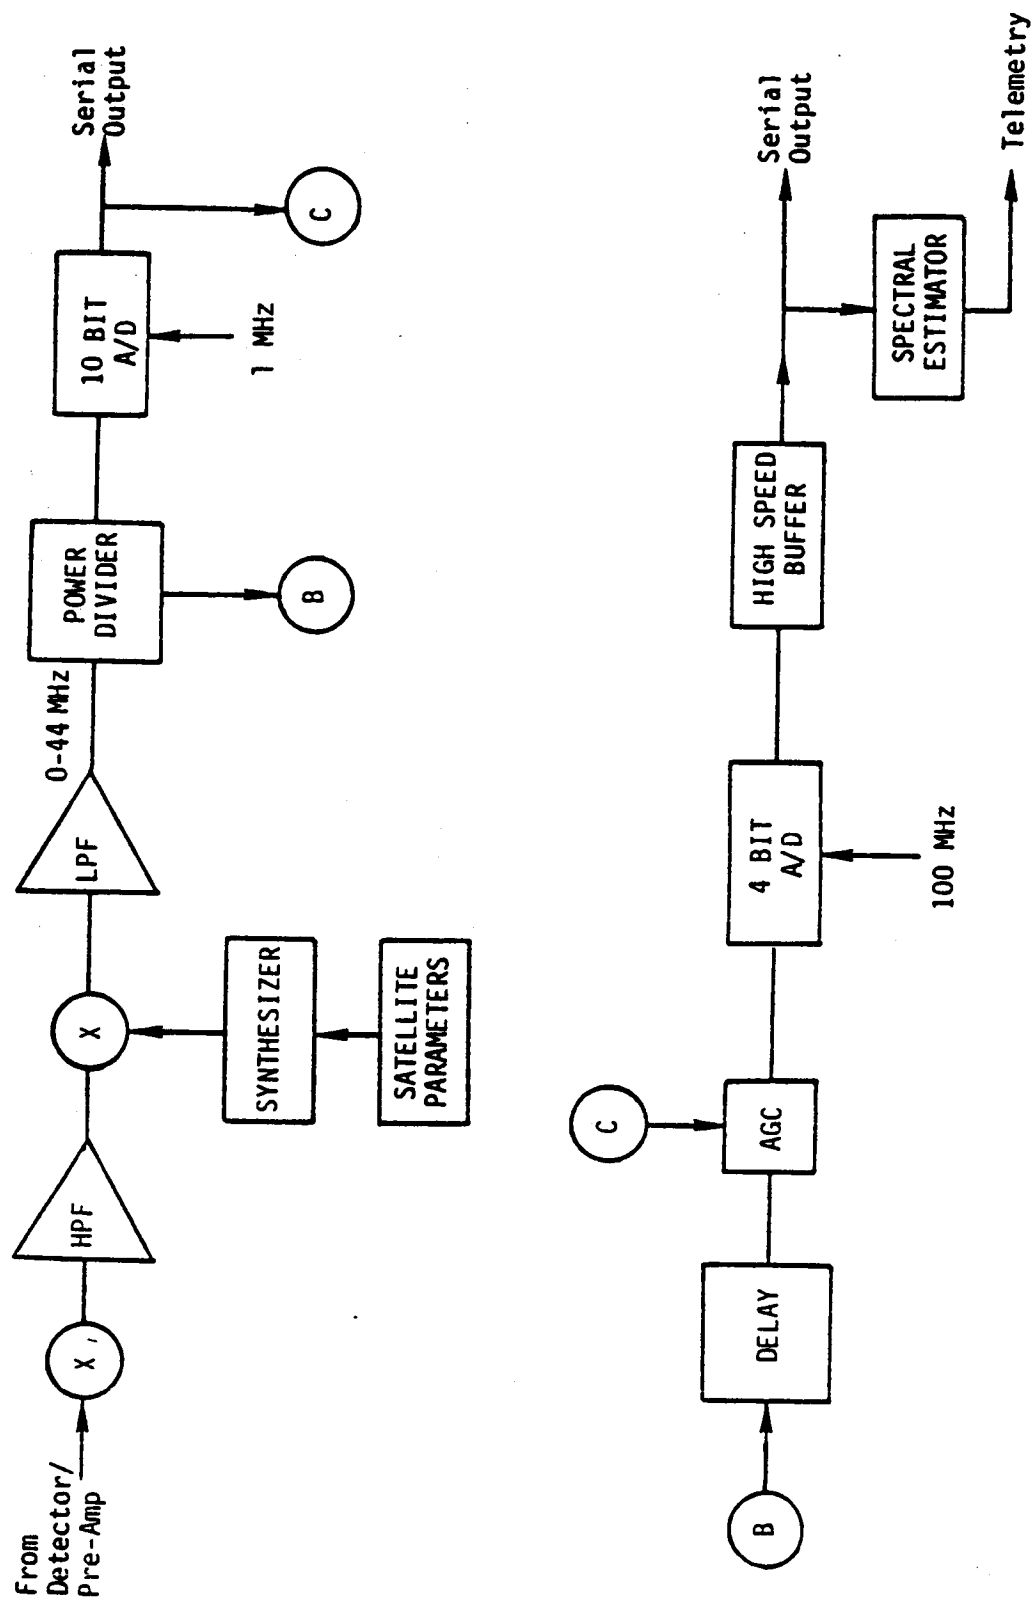 From
Detector/
Pre-Amp
X
HPF
X
SYNTHESIZER
SATELLITE
PARAMETERS
LPF
0-44 MHz
POWER
DIVIDER
B
10 BIT
A/D
1 MHz
C
Serial
Output
B
DELAY
C
AGC
4 BIT
A/D
100 MHz
HIGH SPEED
BUFFER
Serial
Output
SPECTRAL
ESTIMATOR
Telemetry